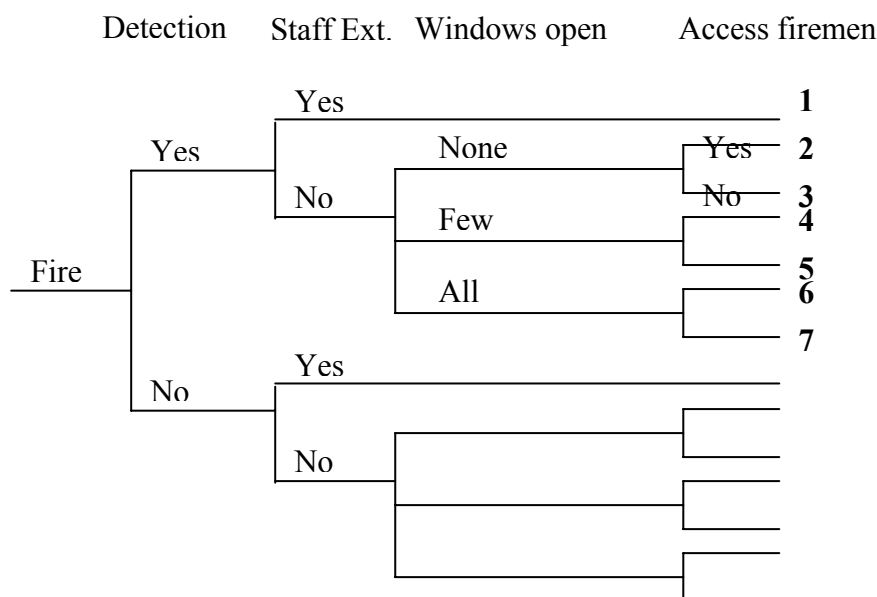 Detection Staff Ext. Windows open Access firemen
Yes 1
Yes None Yes 2
No No 3
Few 4
Fire 5
All 6
7
Yes
No
No